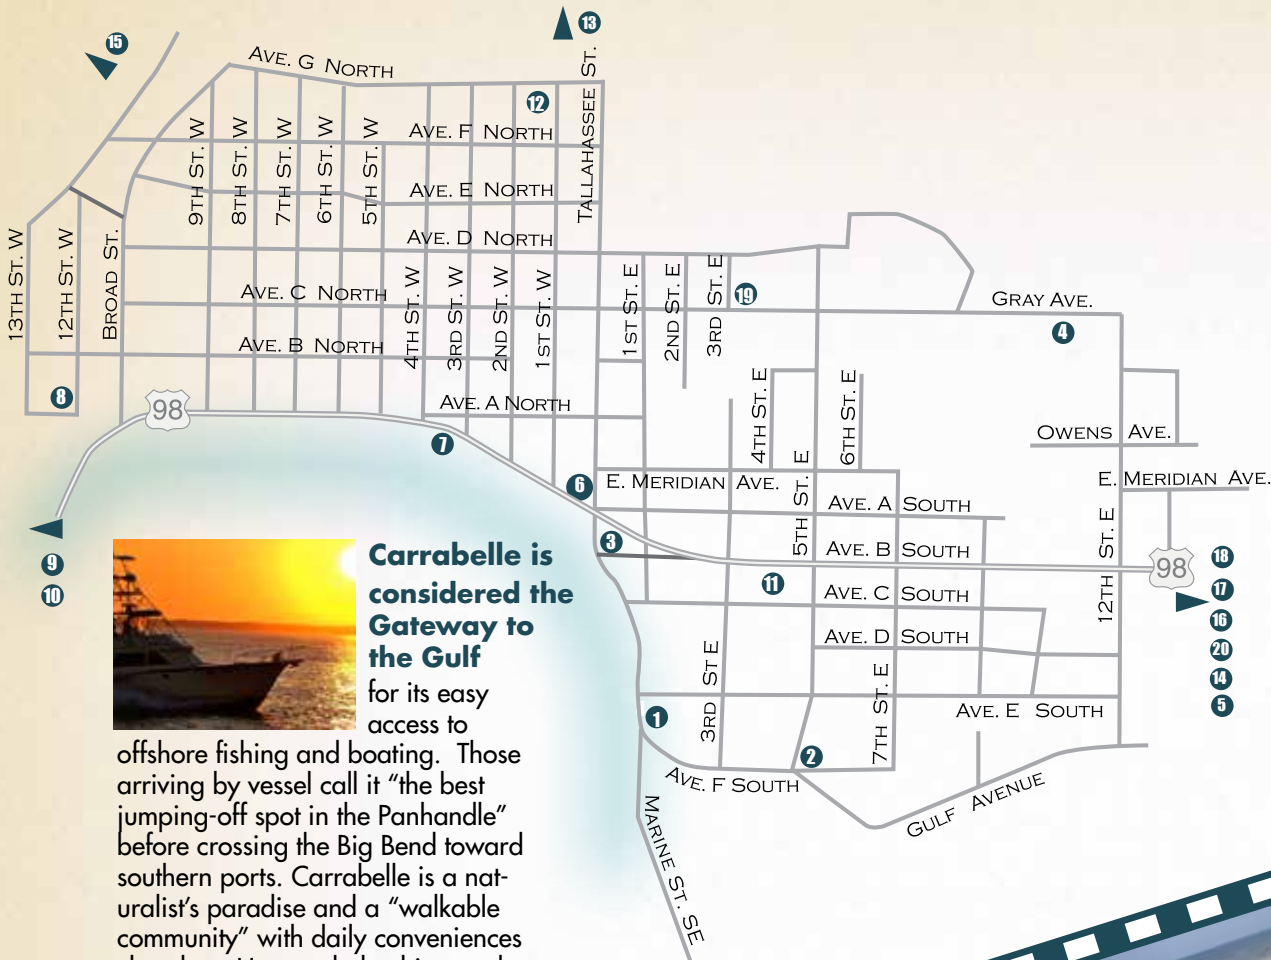 13
15
AVE. G NORTH
TALLAHASSEE ST.
12
AVE. F NORTH
9TH ST. W
8TH ST. W
7TH ST. W
6TH ST. W
5TH ST. W
AVE. E NORTH
AVE. D NORTH
13TH ST. W
12TH ST. W
BROAD ST.
AVE. C NORTH
4TH ST. W
3RD ST. W
2ND ST. W
1ST ST. W
1ST ST. E
2ND ST. E
3RD ST. E
19
GRAY AVE.
4
AVE. B NORTH
8
98
AVE. A NORTH
7
4TH ST. E
6TH ST. E
OWENS AVE.
6
E. MERIDIAN AVE.
E. MERIDIAN AVE.
5TH ST. E
AVE. A SOUTH
12TH ST. E
3
AVE. B SOUTH
98
11
AVE. C SOUTH
AVE. D SOUTH
9
10
18
17
16
20
14
5
3RD ST E
7TH ST. E
AVE. E SOUTH
1
2
AVE. F SOUTH
GULF AVENUE
MARINE ST. SE
Carrabelle is
considered the
Gateway to
the Gulf
for its easy
access to
offshore fishing and boating. Those
arriving by vessel call it “the best
jumping-off spot in the Panhandle”
before crossing the Big Bend toward
southern ports. Carrabelle is a nat-
uralist’s paradise and a “walkable
community” with daily conveniences